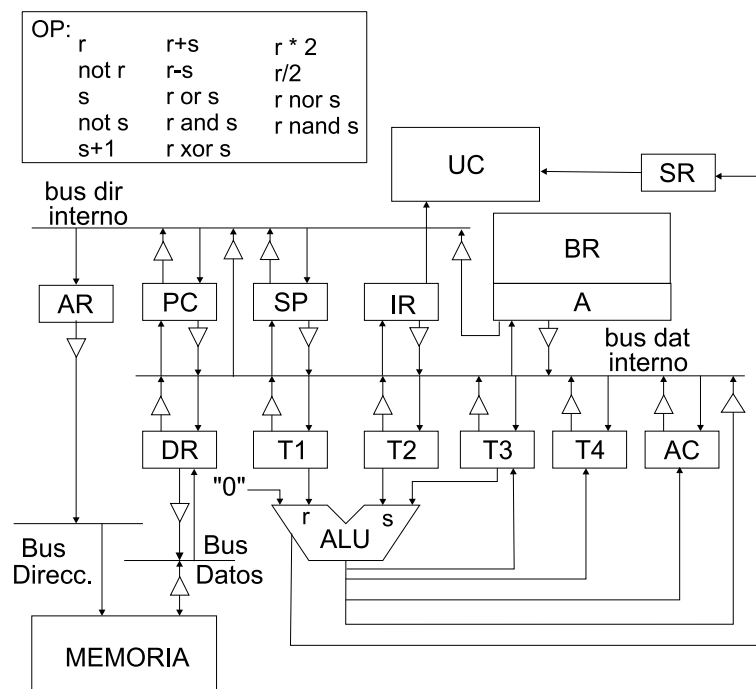 OP:
r r+s r * 2
not r r-s r/2
s r or s r nor s
not s r and s r nand s
s+1 r xor s
UC
SR
bus dir
interno
BR
AR
PC
SP
IR
A
bus dat
interno
DR
T1
T2
T3
T4
AC
"0"
r
s
ALU
Bus
Direcc.
Bus
Datos
MEMORIA